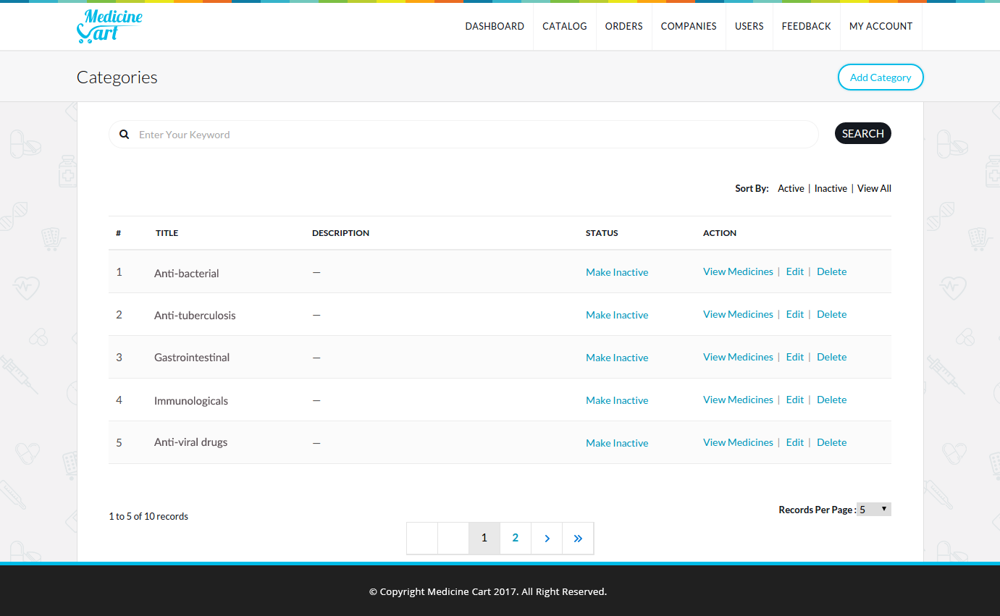 Medicine
Cart
DASHBOARD CATALOG ORDERS COMPANIES USERS FEEDBACK MY ACCOUNT
Categories Add Category
Enter Your Keyword SEARCH
Sort By: Active | Inactive | View All
# TITLE DESCRIPTION STATUS ACTION
1 Anti-bacterial — Make Inactive View Medicines | Edit | Delete
2 Anti-tuberculosis — Make Inactive View Medicines | Edit | Delete
3 Gastrointestinal — Make Inactive View Medicines | Edit | Delete
4 Immunologicals — Make Inactive View Medicines | Edit | Delete
5 Anti-viral drugs — Make Inactive View Medicines | Edit | Delete
1 to 5 of 10 records Records Per Page : 5
1 2 › »
© Copyright Medicine Cart 2017. All Right Reserved.